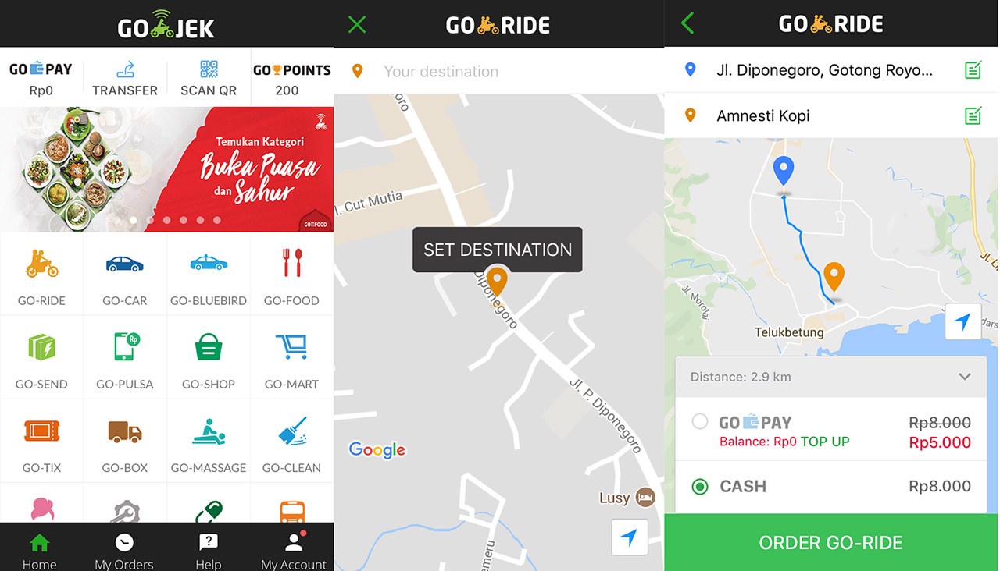 GO JEK
GO PAY
Rp0
TRANSFER
SCAN QR
GO POINTS
200
Temukan Kategori
Buka Puasa
dan Sahur
GO FOOD
GO-RIDE
GO-CAR
GO-BLUEBIRD
GO-FOOD
GO-SEND
Rp
GO-PULSA
GO-SHOP
GO-MART
GO-TIX
GO-BOX
GO-MASSAGE
GO-CLEAN
Home
My Orders
?
Help
My Account
GO RIDE
Your destination
oro
l. Cut Mutia
SET DESTINATION
Diponegoro
Jl. P. Diponegoro
Google
Lusy
emeru
GO RIDE
Jl. Diponegoro, Gotong Royo...
Amnesti Kopi
Jl. Morotai
Telukbetung
Distance: 2.9 km
GO PAY
Rp8.000
Balance: Rp0 TOP UP
Rp5.000
CASH
Rp8.000
ORDER GO-RIDE